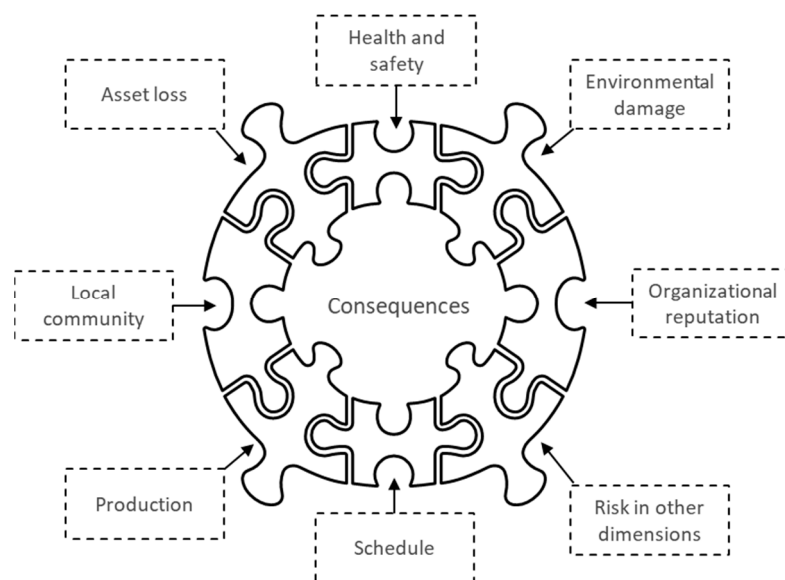 Health and
safety
Asset loss
Environmental
damage
Local
community
Consequences
Organizational
reputation
Production
Risk in other
dimensions
Schedule